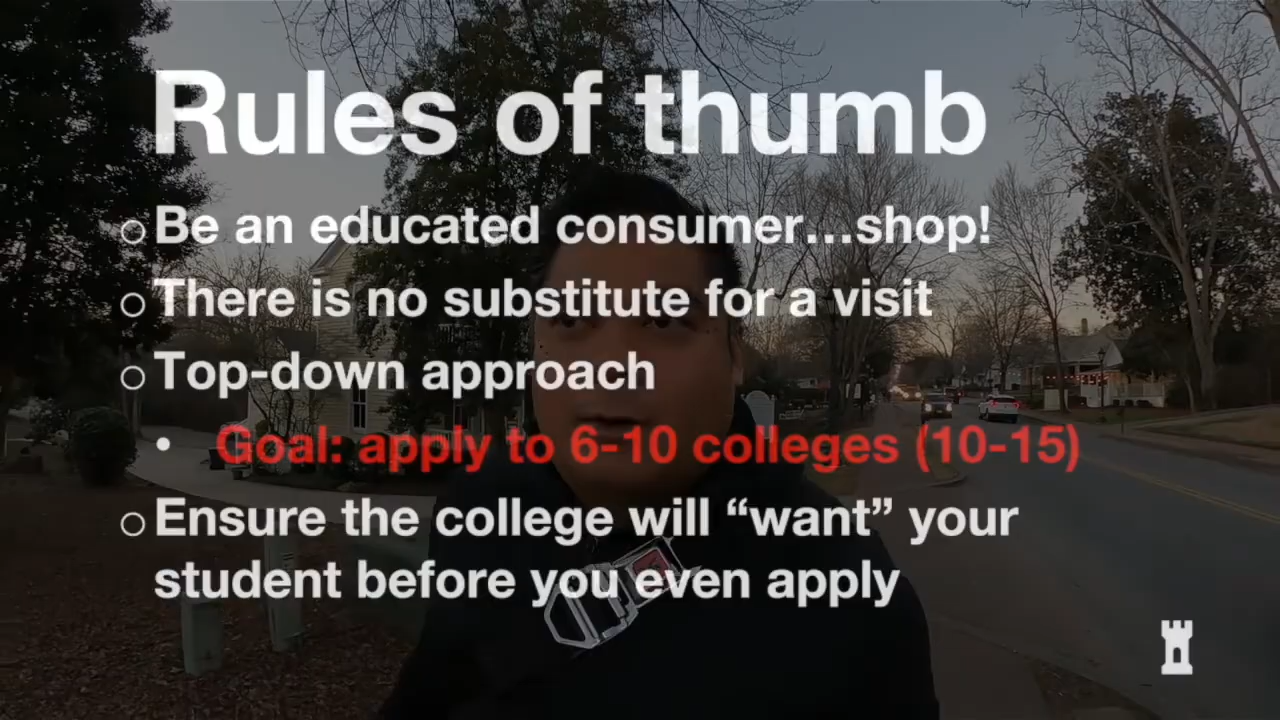 Rules of thumb
Be an educated consumer...shop!
There is no substitute for a visit
Top-down approach
Goal: apply to 6-10 colleges (10-15)
Ensure the college will “want” your
student before you even apply